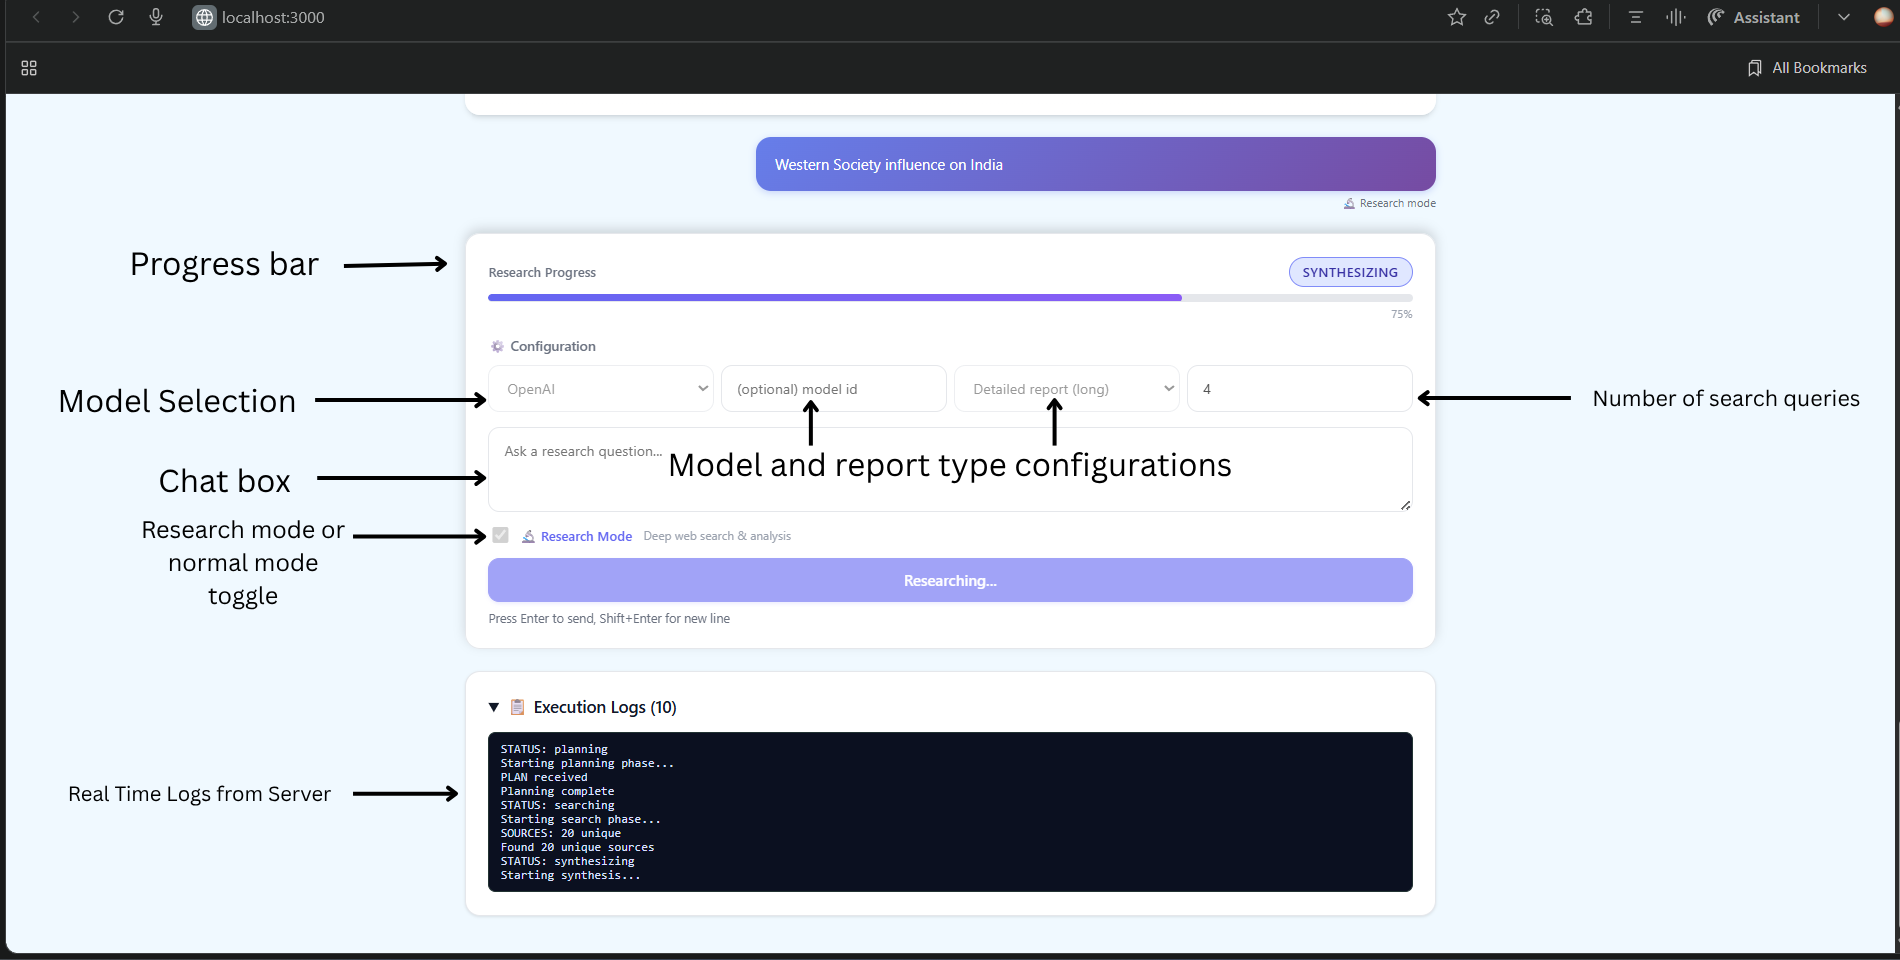 localhost:3000
Assistant
All Bookmarks
Western Society influence on India
Research mode
Progress bar
Research Progress
SYNTHESIZING
75%
Configuration
Model Selection
OpenAI
(optional) model id
Detailed report (long)
4
Number of search queries
Ask a research question...
Model and report type configurations
Chat box
Research mode or
normal mode
toggle
Research Mode
Deep web search & analysis
Researching...
Press Enter to send, Shift+Enter for new line
Execution Logs (10)
Real Time Logs from Server
STATUS: planning
Starting planning phase...
PLAN received
Planning complete
STATUS: searching
Starting search phase...
SOURCES: 20 unique
Found 20 unique sources
STATUS: synthesizing
Starting synthesis...